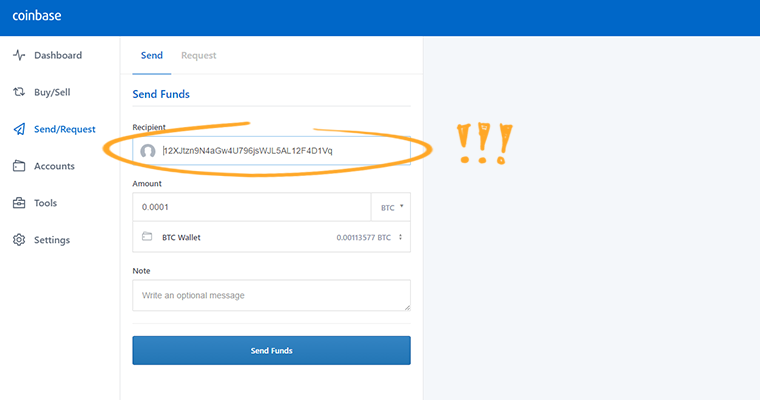 coinbase
Dashboard
Buy/Sell
Send/Request
Accounts
Tools
Settings
Send Request
Send Funds
Recipient
12XJtzn9N4aGw4U796jsWJL5AL12F4D1Vq
Amount
0.0001 BTC
BTC Wallet 0.00113577 BTC
Note
Write an optional message
Send Funds
!!!